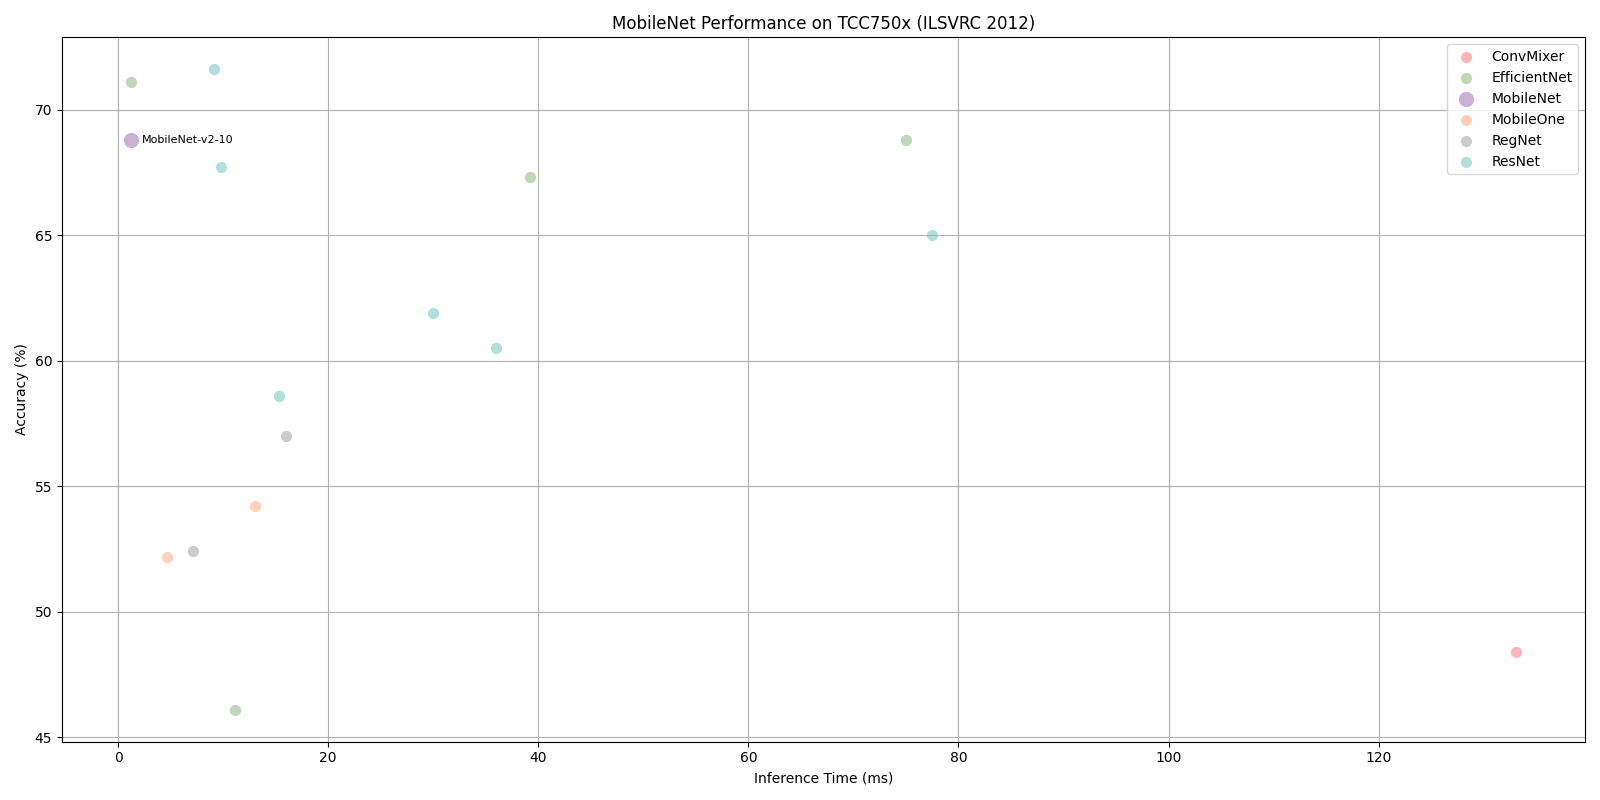 MobileNet Performance on TCC750x (ILSVRC 2012)
ConvMixer
EfficientNet
MobileNet
MobileOne
RegNet
ResNet
MobileNet-v2-10
70
65
60
55
50
45
Accuracy (%)
0 20 40 60 80 100 120
Inference Time (ms)